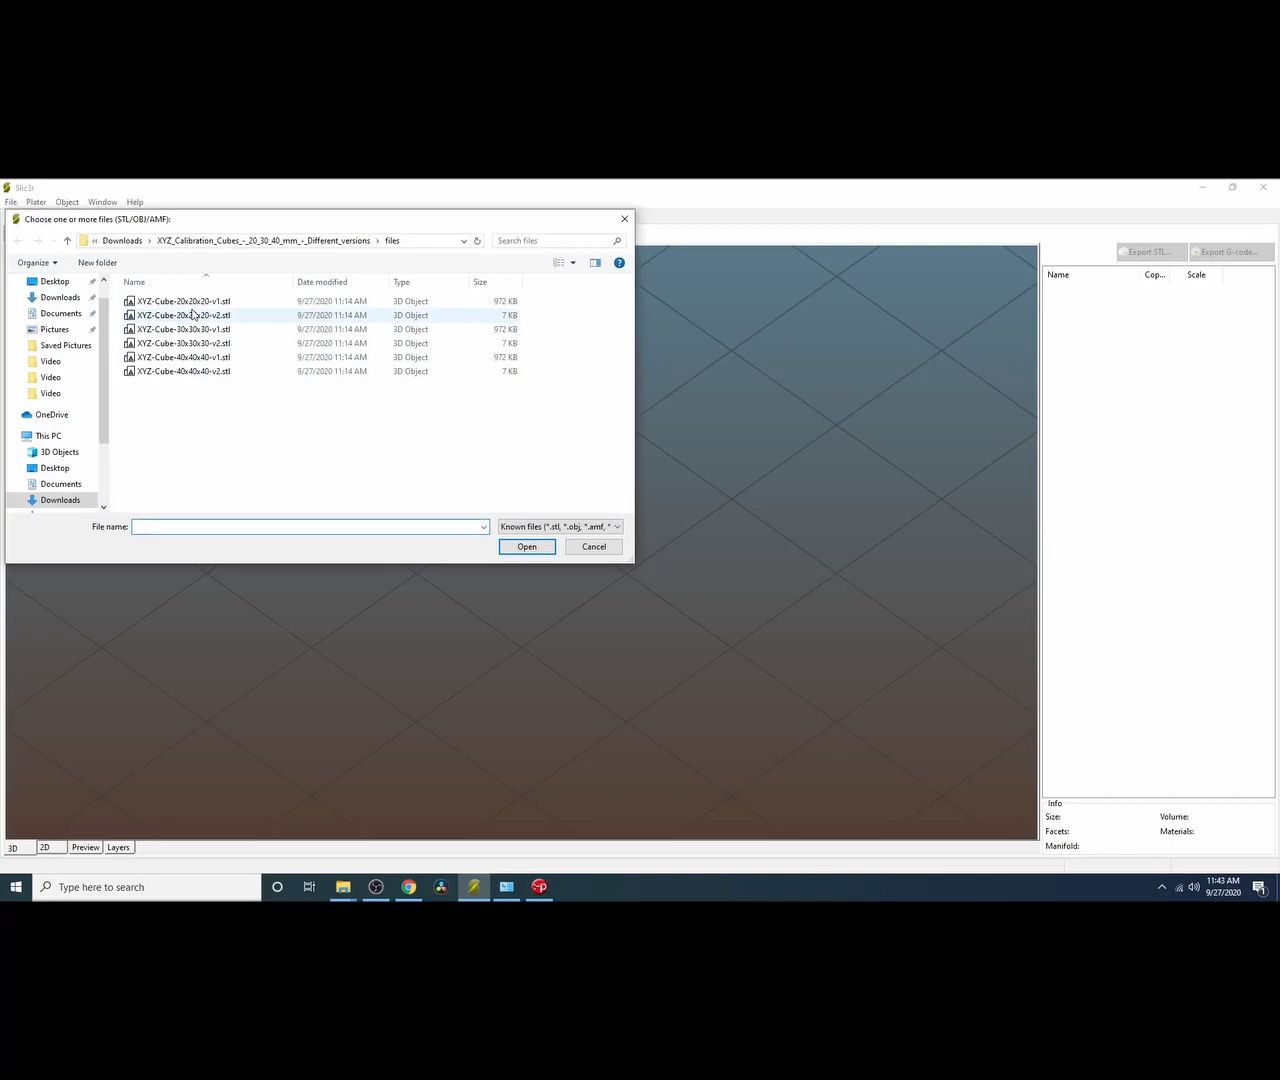 Slic3r
File Plater Object Window Help
Choose one or more files (STL/OBJ/AMF):
« Downloads > XYZ_Calibration_Cubes_-_20_30_40_mm_-_Different_versions > files
Search files
Organize New folder
Name Date modified Type Size
Desktop
Downloads
Documents
Pictures
Saved Pictures
Video
Video
Video
OneDrive
This PC
3D Objects
Desktop
Documents
Downloads
XYZ-Cube-20x20x20-v1.stl 9/27/2020 11:14 AM 3D Object 972 KB
XYZ-Cube-20x20x20-v2.stl 9/27/2020 11:14 AM 3D Object 7 KB
XYZ-Cube-30x30x30-v1.stl 9/27/2020 11:14 AM 3D Object 972 KB
XYZ-Cube-30x30x30-v2.stl 9/27/2020 11:14 AM 3D Object 7 KB
XYZ-Cube-40x40x40-v1.stl 9/27/2020 11:14 AM 3D Object 972 KB
XYZ-Cube-40x40x40-v2.stl 9/27/2020 11:14 AM 3D Object 7 KB
File name:
Known files (*.stl, *.obj, *.amf, *
Open Cancel
Export STL... Export G-code...
Name Cop... Scale
Info
Size: Volume:
Facets: Materials:
Manifold:
3D 2D Preview Layers
Type here to search
11:43 AM
9/27/2020
1